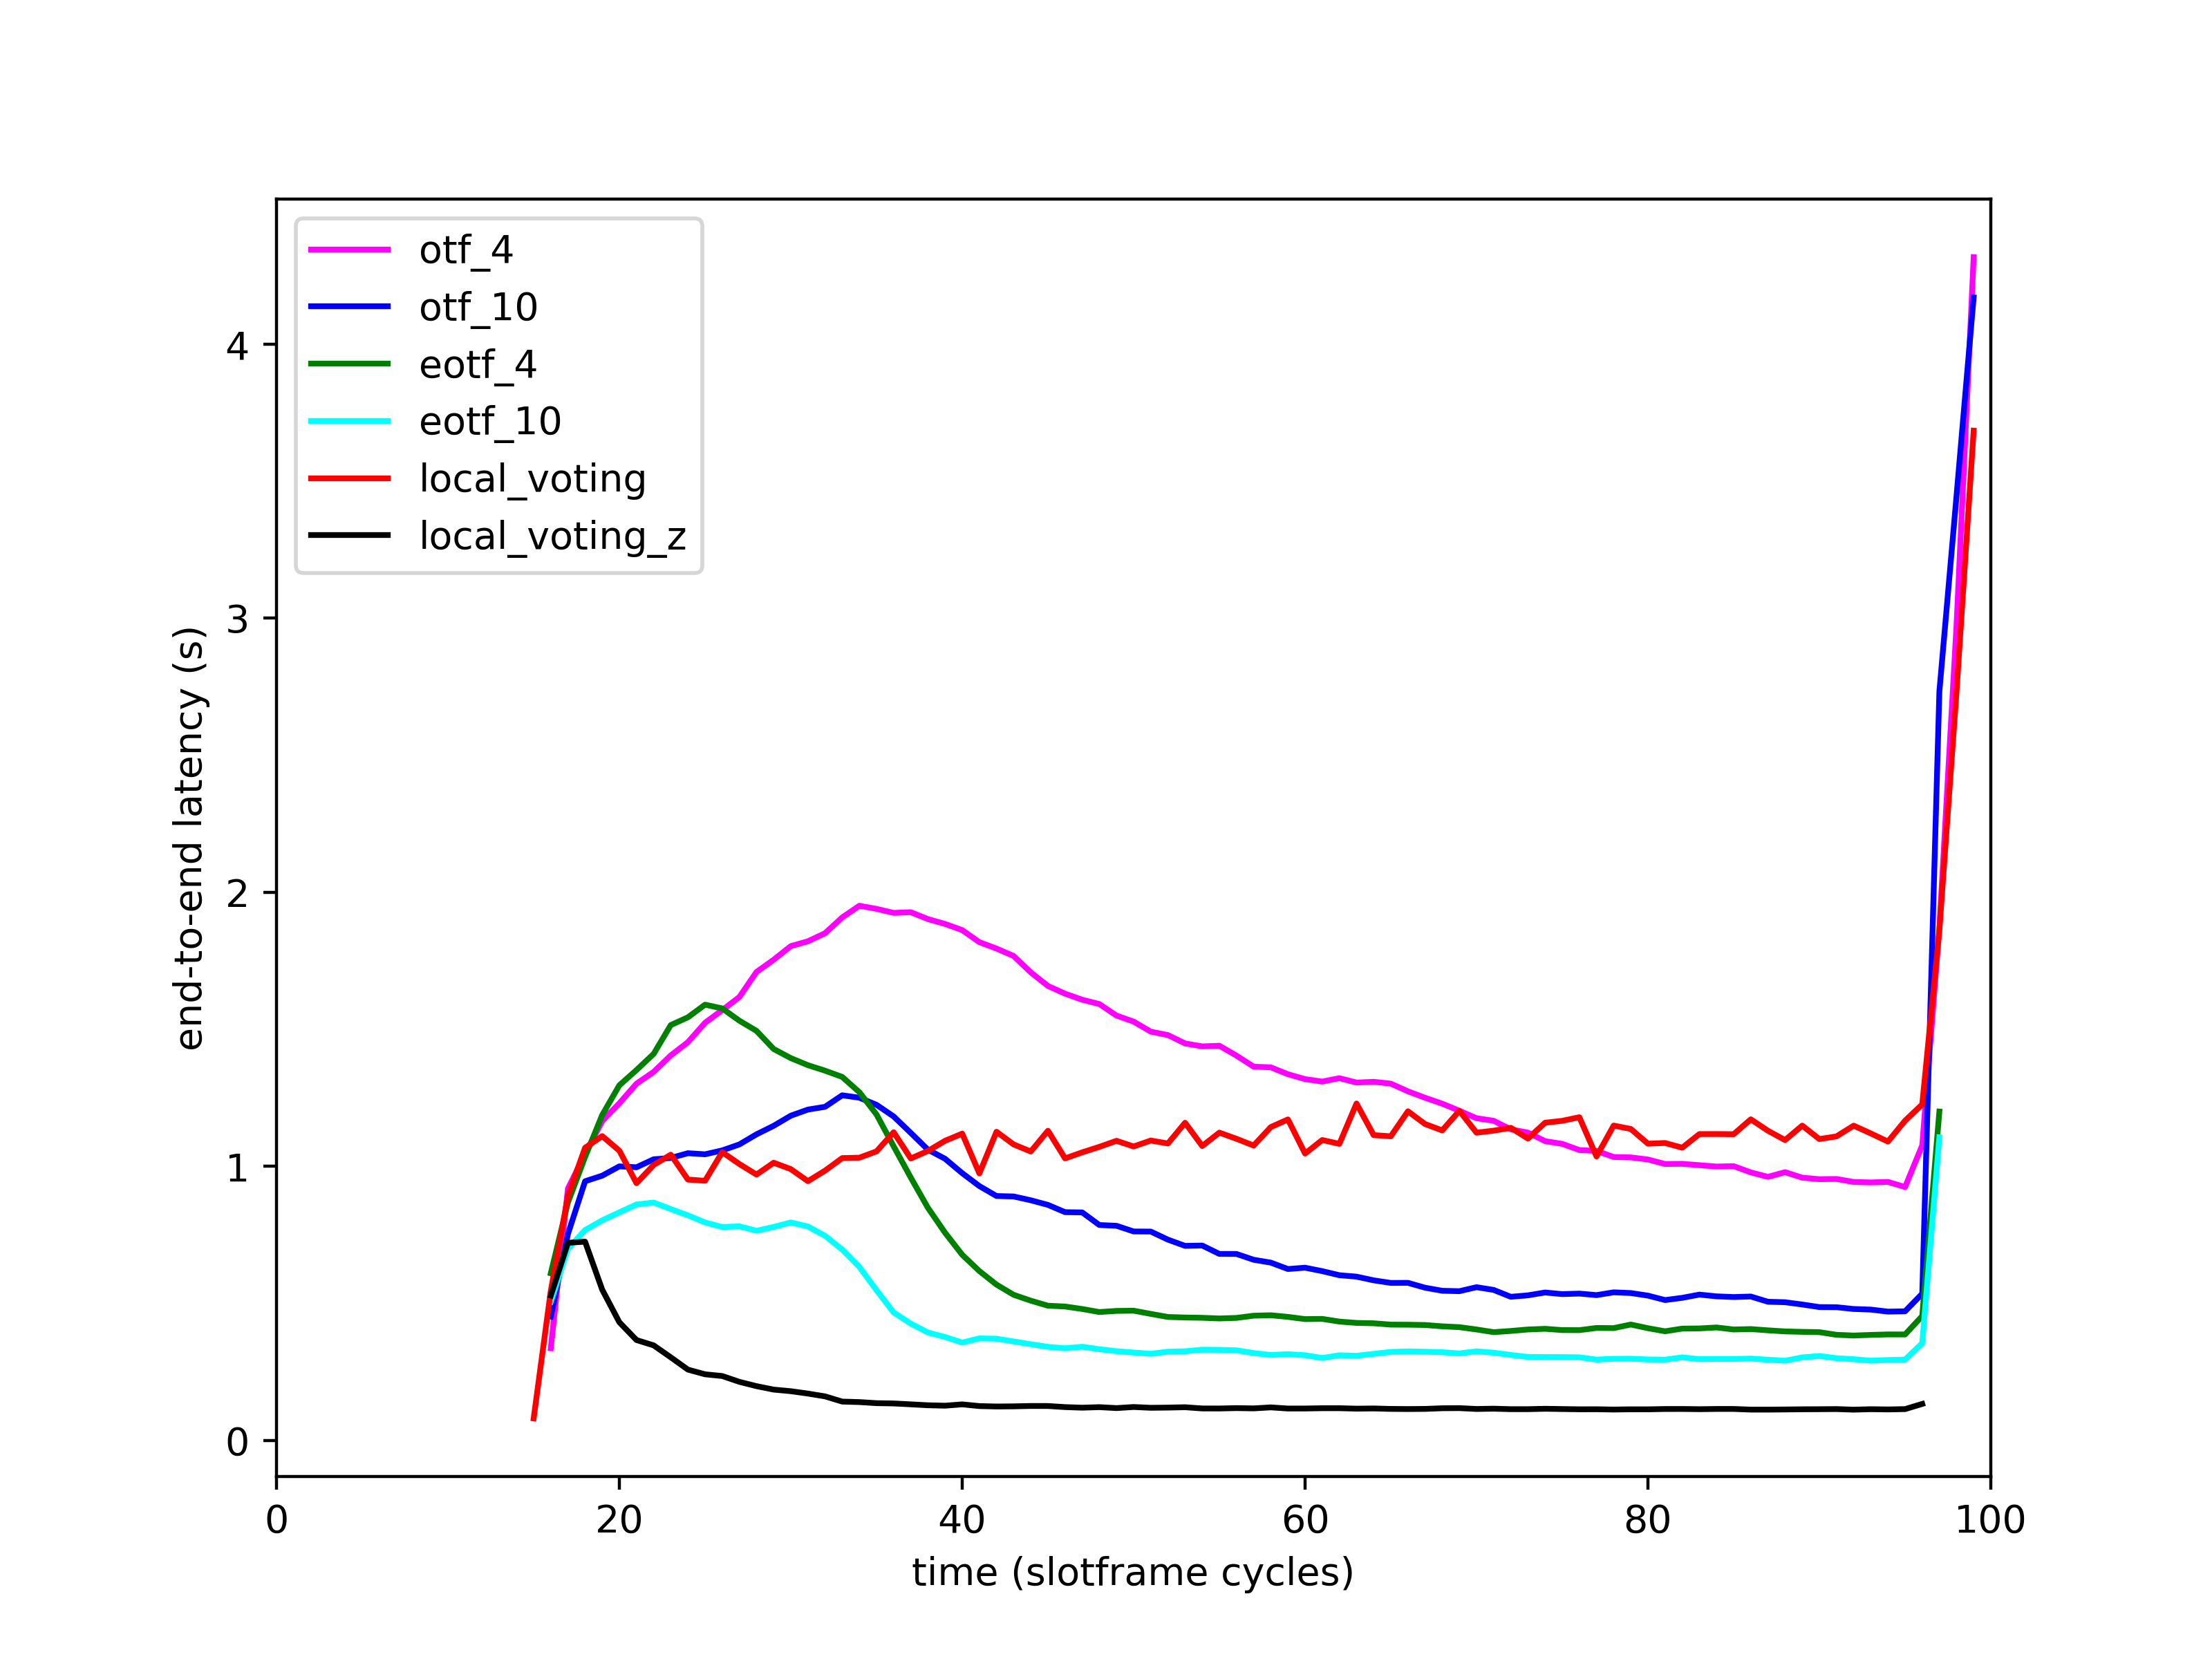 otf_4
otf_10
eotf_4
eotf_10
local_voting
local_voting_z
end-to-end latency (s)
4
3
2
1
0
0 20 40 60 80 100
time (slotframe cycles)